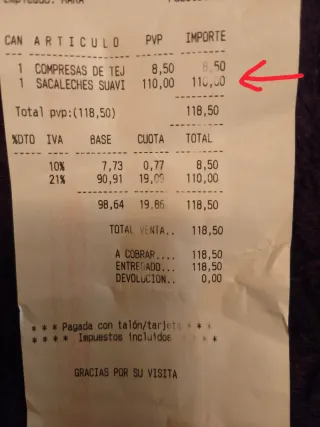 Empleado: MARA
CAN ARTICULO PVP IMPORTE
1 COMPRESAS DE TEJ 8,50 8,50
1 SACALECHES SUAVI 110,00 110,00
Total pvp:(118,50) 118,50
%DTO IVA BASE CUOTA TOTAL
10% 7,73 0,77 8,50
21% 90,91 19,09 110,00
98,64 19,86 118,50
TOTAL VENTA.. 118,50
A COBRAR.... 118,50
ENTREGADO... 118,50
DEVOLUCION.. 0,00
* * * Pagada con talón/tarjeta * * *
* * * * Impuestos incluidos * * * *
GRACIAS POR SU VISITA